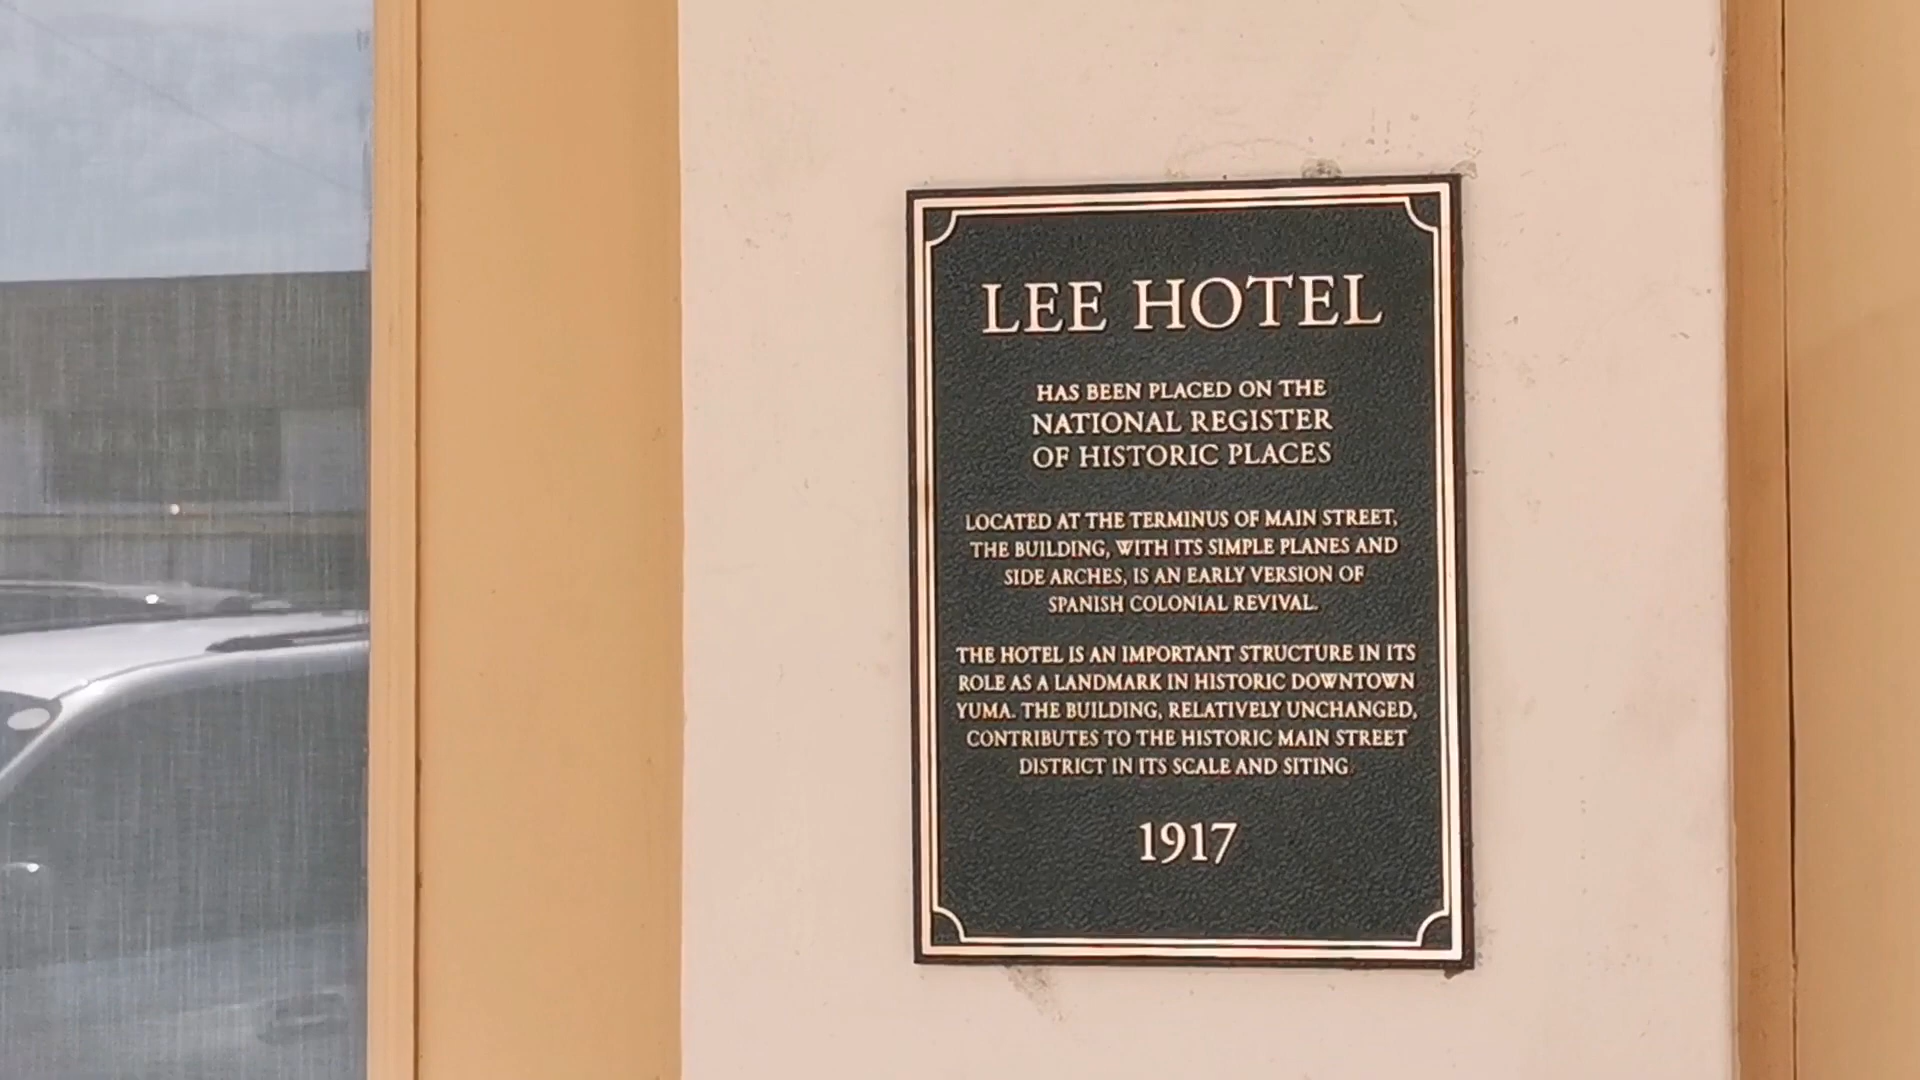 LEE HOTEL
HAS BEEN PLACED ON THE
NATIONAL REGISTER
OF HISTORIC PLACES
LOCATED AT THE TERMINUS OF MAIN STREET,
THE BUILDING, WITH ITS SIMPLE PLANES AND
SIDE ARCHES, IS AN EARLY VERSION OF
SPANISH COLONIAL REVIVAL.
THE HOTEL IS AN IMPORTANT STRUCTURE IN ITS
ROLE AS A LANDMARK IN HISTORIC DOWNTOWN
YUMA. THE BUILDING, RELATIVELY UNCHANGED,
CONTRIBUTES TO THE HISTORIC MAIN STREET
DISTRICT IN ITS SCALE AND SITING
1917